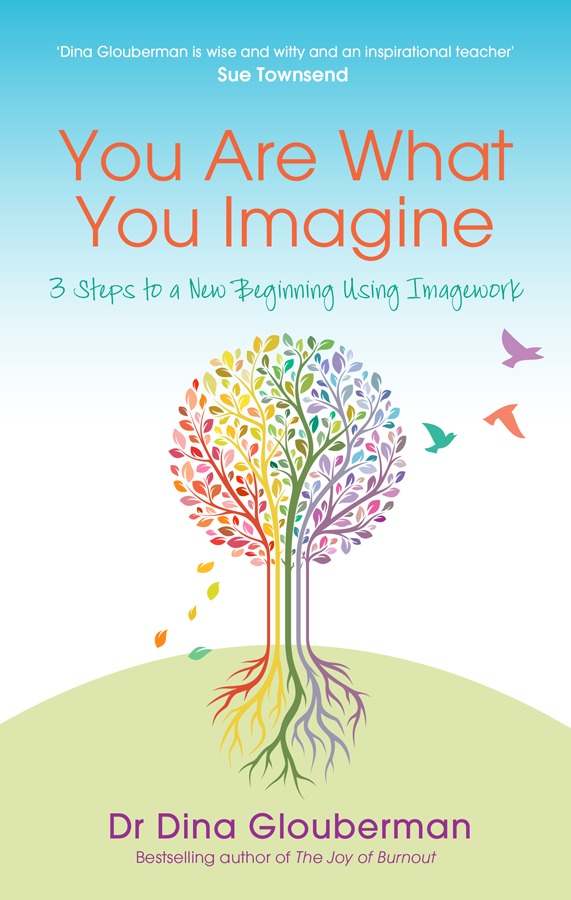 ‘Dina Glouberman is wise and witty and an inspirational teacher’
Sue Townsend
You Are What
You Imagine
3 Steps to a New Beginning Using Imagework
Dr Dina Glouberman
Bestselling author of The Joy of Burnout